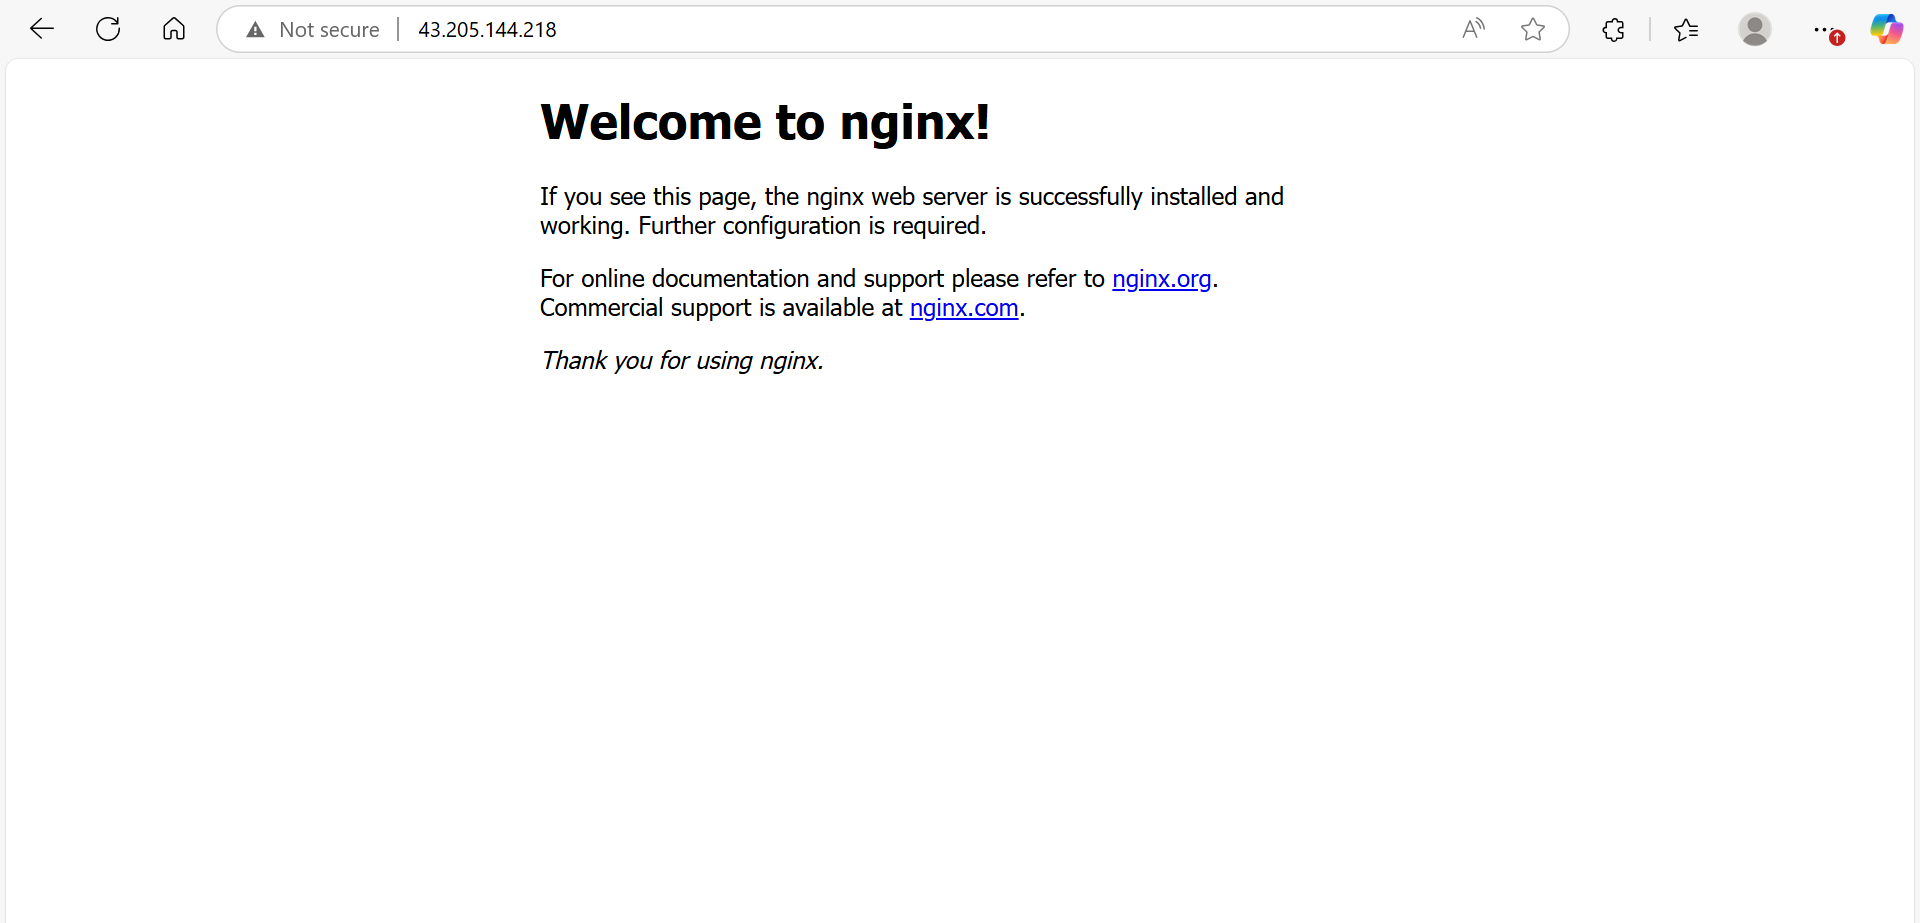 Not secure | 43.205.144.218
Welcome to nginx!
If you see this page, the nginx web server is successfully installed and
working. Further configuration is required.
For online documentation and support please refer to nginx.org.
Commercial support is available at nginx.com.
Thank you for using nginx.